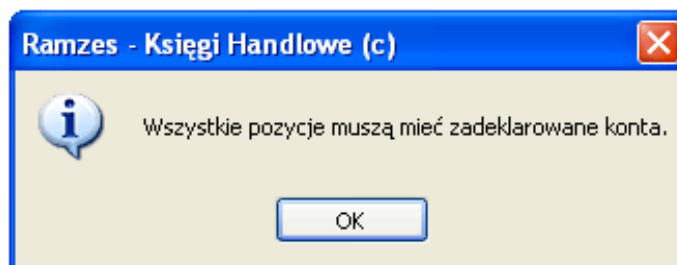 Ramzes - Księgi Handlowe (c)
Wszystkie pozycje muszą mieć zadeklarowane konta.
OK